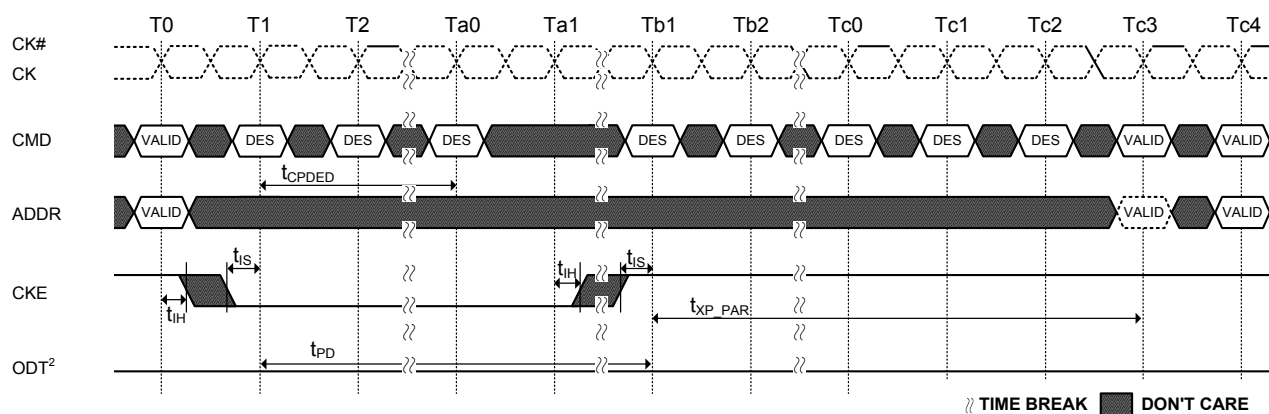 T0 T1 T2 Ta0 Ta1 Tb1 Tb2 Tc0 Tc1 Tc2 Tc3 Tc4
CK#
CK
CMD VALID DES DES DES DES DES DES DES DES VALID VALID
tCPDED
ADDR VALID VALID VALID
tIS tIH tIS
CKE
tIH tXP_PAR
tPD
ODT²
TIME BREAK DON'T CARE